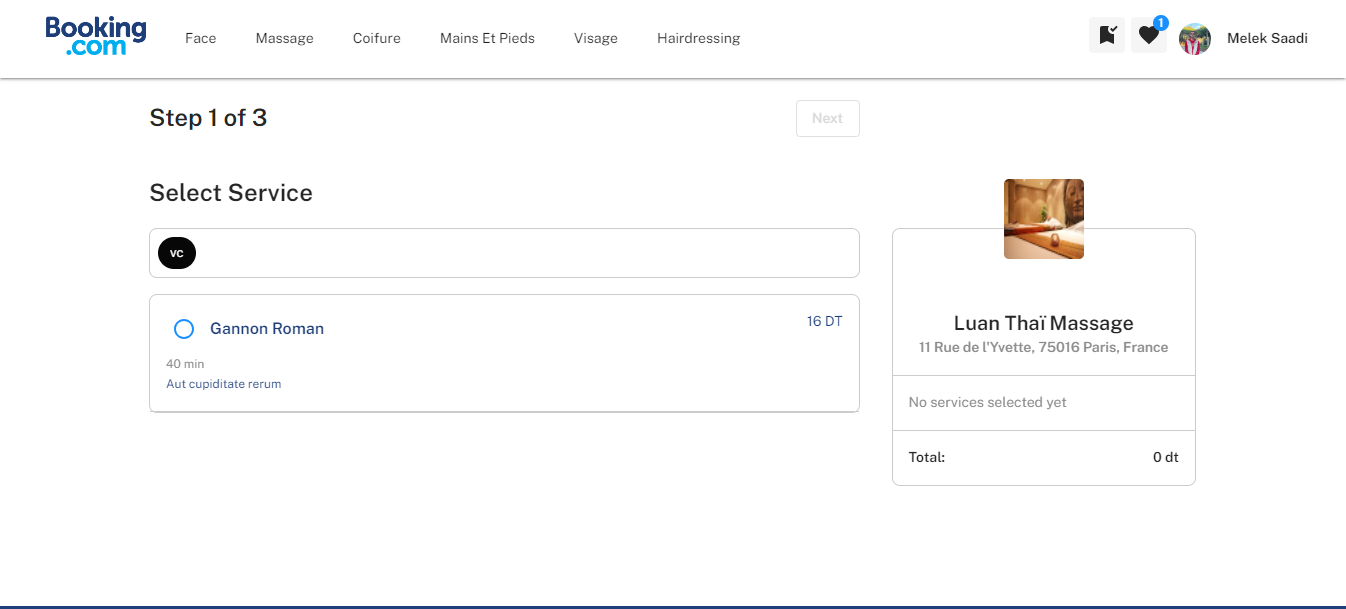 Booking
.com
Face
Massage
Coifure
Mains Et Pieds
Visage
Hairdressing
1
Melek Saadi
Step 1 of 3
Next
Select Service
vc
Gannon Roman
16 DT
40 min
Aut cupiditate rerum
Luan Thaï Massage
11 Rue de l'Yvette, 75016 Paris, France
No services selected yet
Total:
0 dt